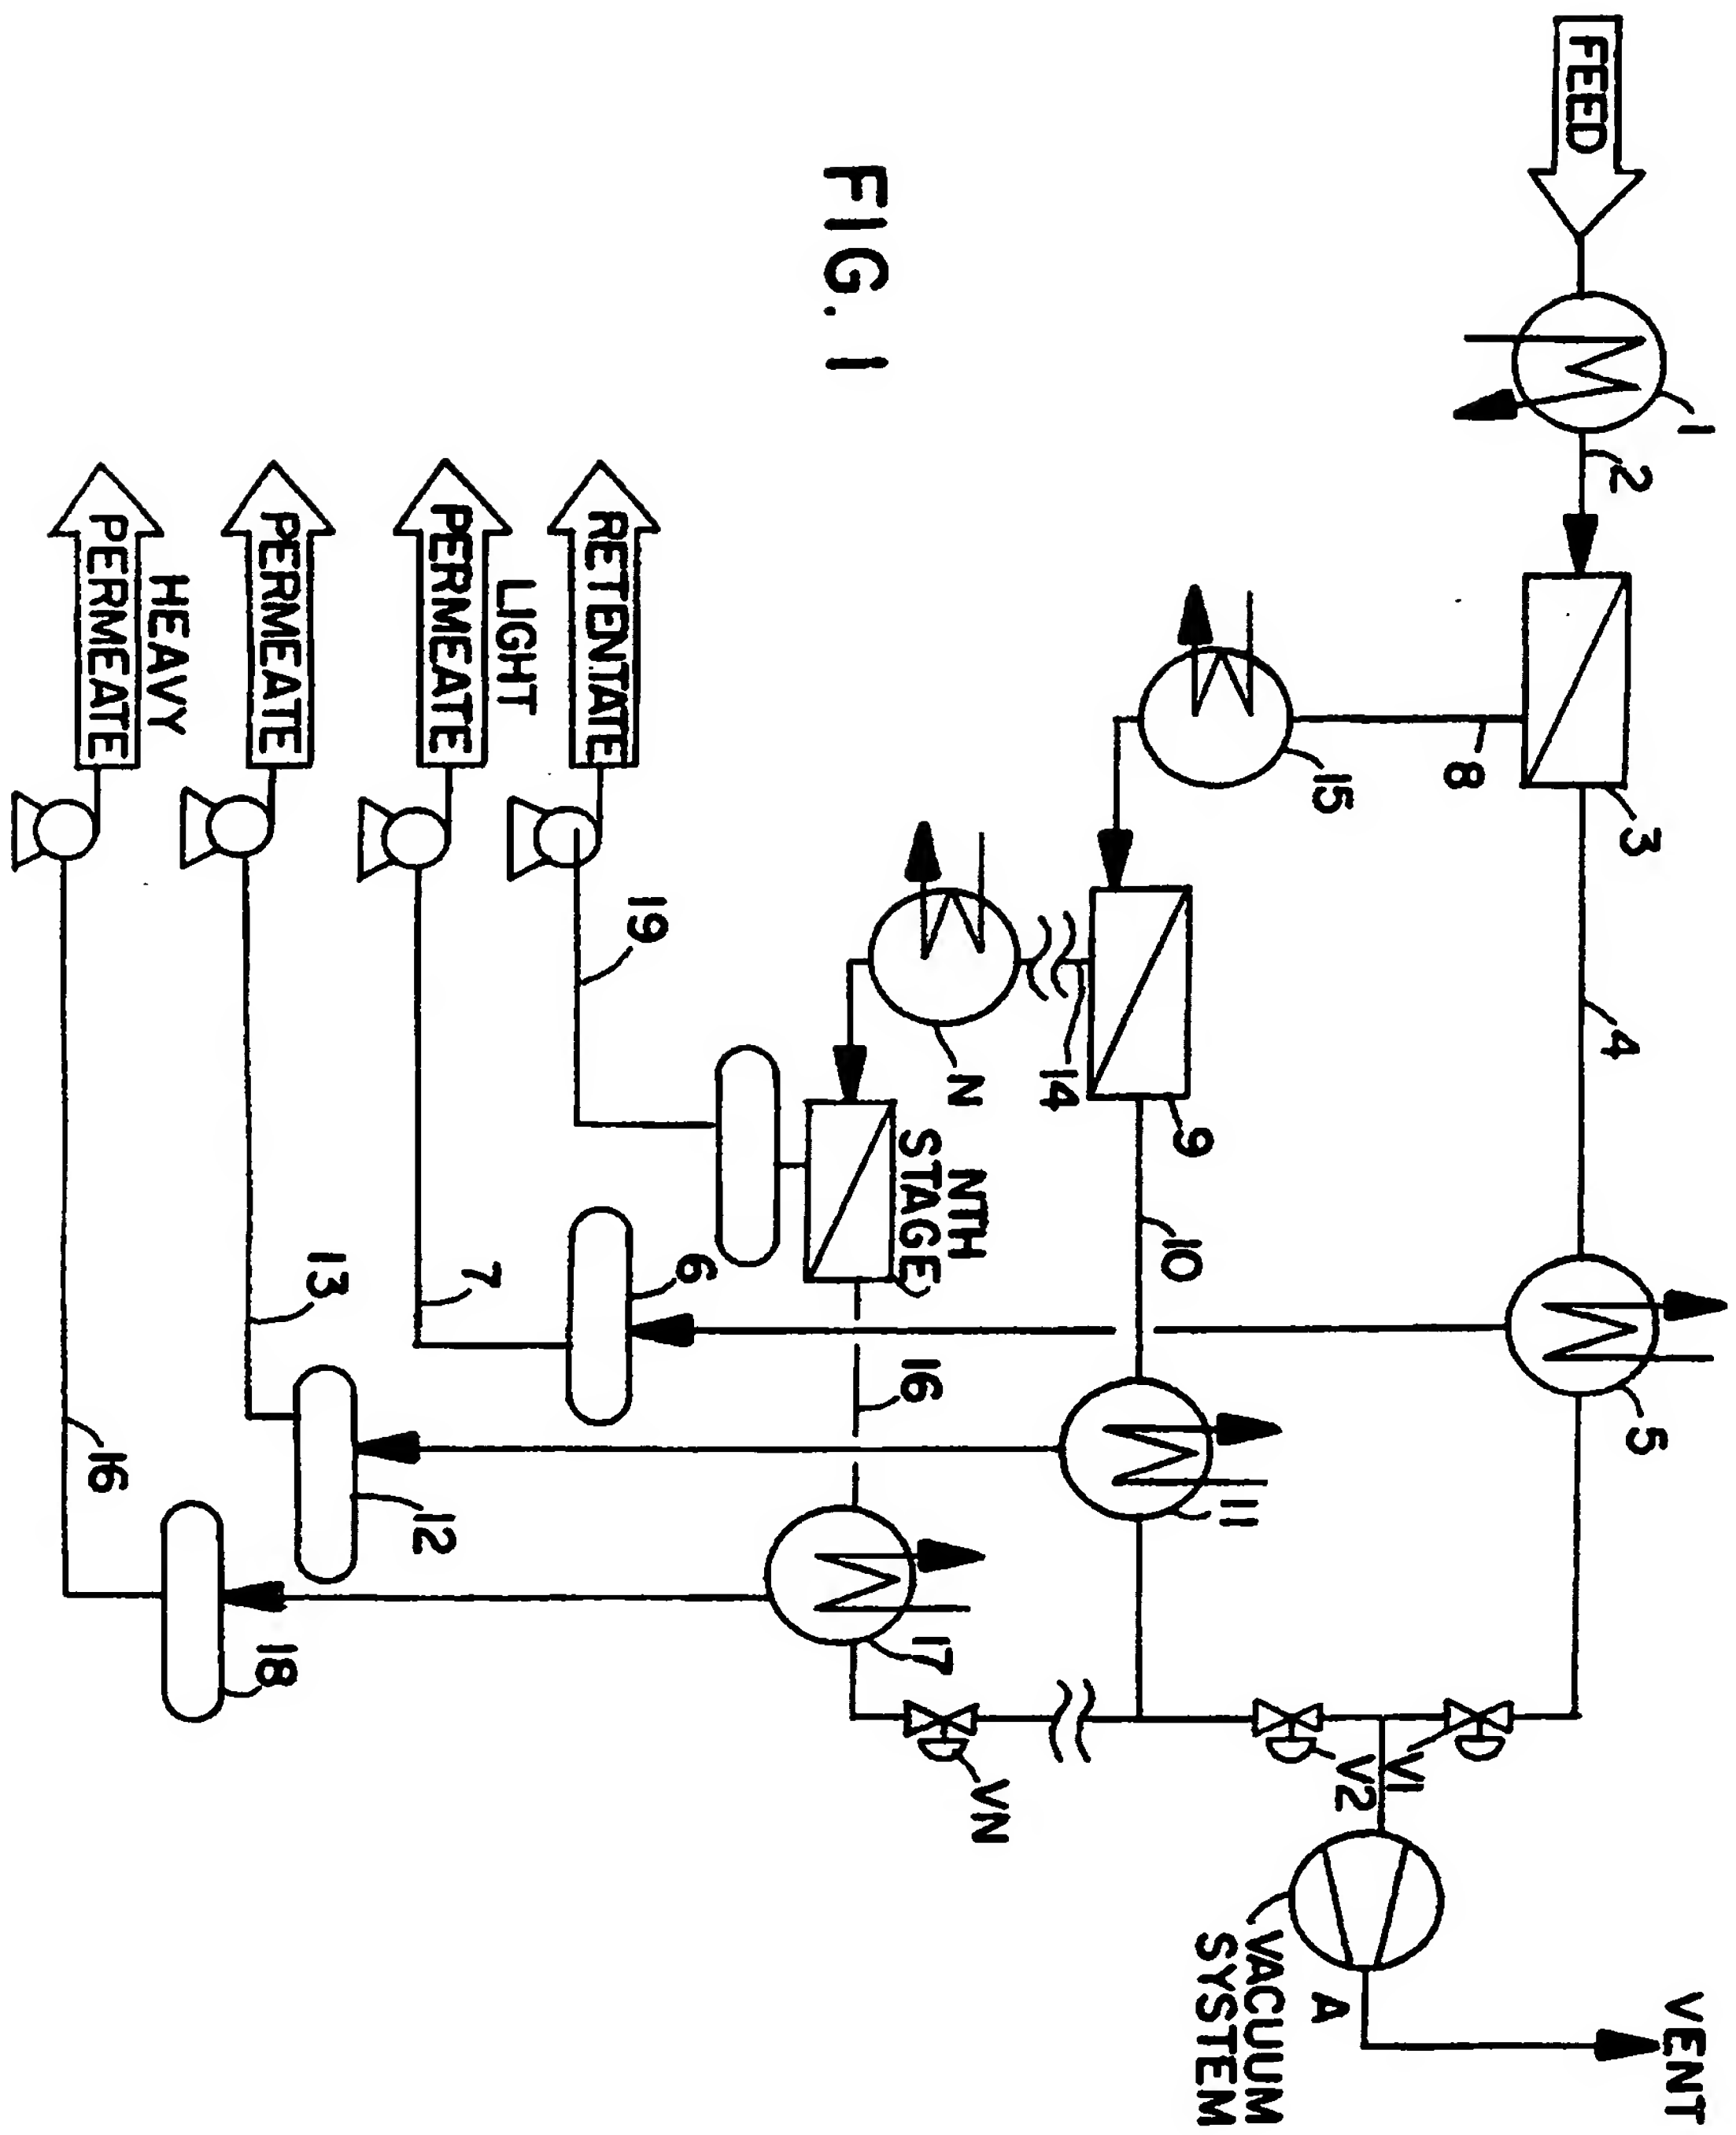 FEED
1
2
3
4
5
8
15
9
10
11
14
N
NTH
STAGE
16
17
V1
V2
VN
VACUUM
SYSTEM
A
VENT
FIG. 1
RETENTATE
19
LIGHT
PERMEATE
7
6
PERMEATE
13
12
HEAVY
PERMEATE
16
18